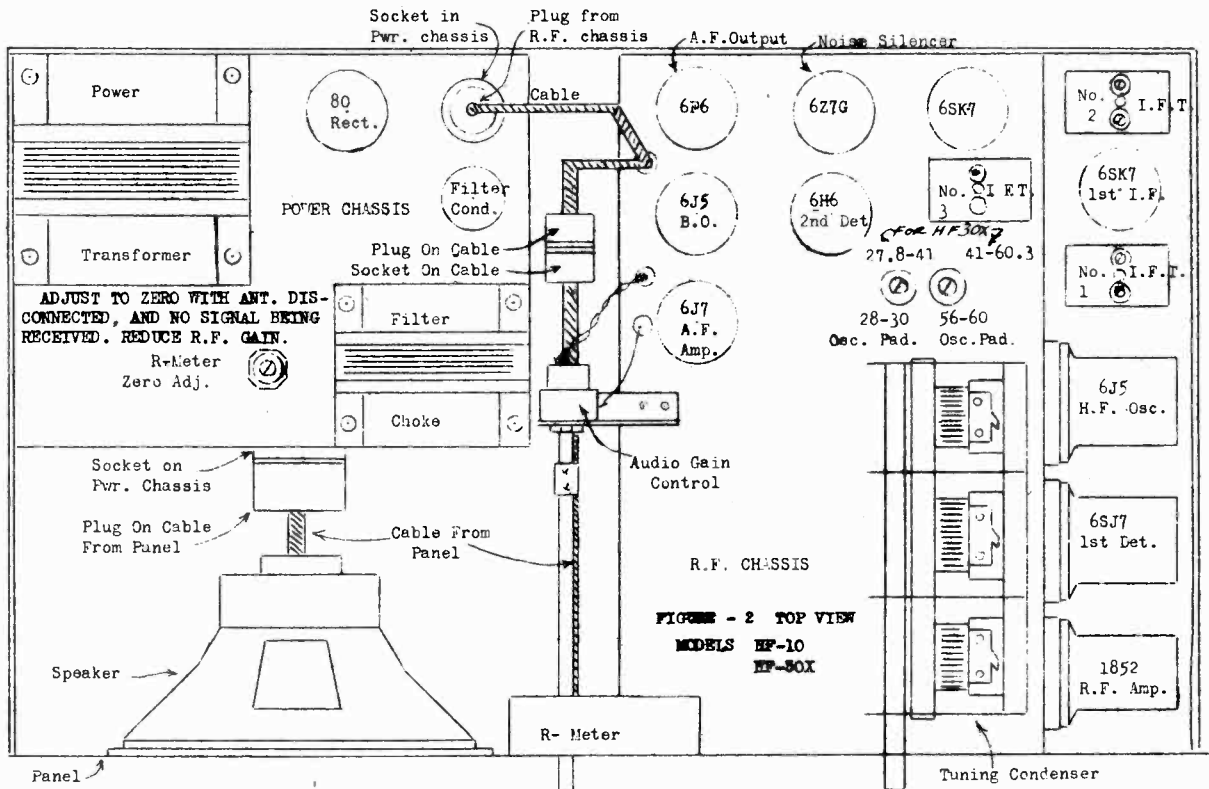 Socket in
Pwr. chassis
Plug from
R.F. chassis
A.F.Output
Noise Silencer
Power
80
Rect.
Cable
6P6
6Z7G
6SK7
No.
2
I.F.T.
Filter
Cond.
POWER CHASSIS
6J5
B.O.
6H6
2nd Det
No.
3
6SK7
1st I.F.
Transformer
Plug On Cable
Socket On Cable
FOR HF30X
27.8-41
41-60.3
No.
1
I.F.T.
ADJUST TO ZERO WITH ANT. DIS-
CONNECTED, AND NO SIGNAL BEING
RECEIVED. REDUCE R.F. GAIN.
R-Meter
Zero Adj.
Filter
6J7
A.F.
Amp.
28-30
Osc. Pad.
56-60
Osc.Pad.
Choke
6J5
H.F. Osc.
Socket on
Pwr. Chassis
Audio Gain
Control
Plug On Cable
From Panel
Cable From
Panel
6SJ7
1st Det.
R.F. CHASSIS
FIGURE - 2 TOP VIEW
MODELS HF-10
Speaker
1852
R.F. Amp.
R- Meter
Panel
Tuning Condenser